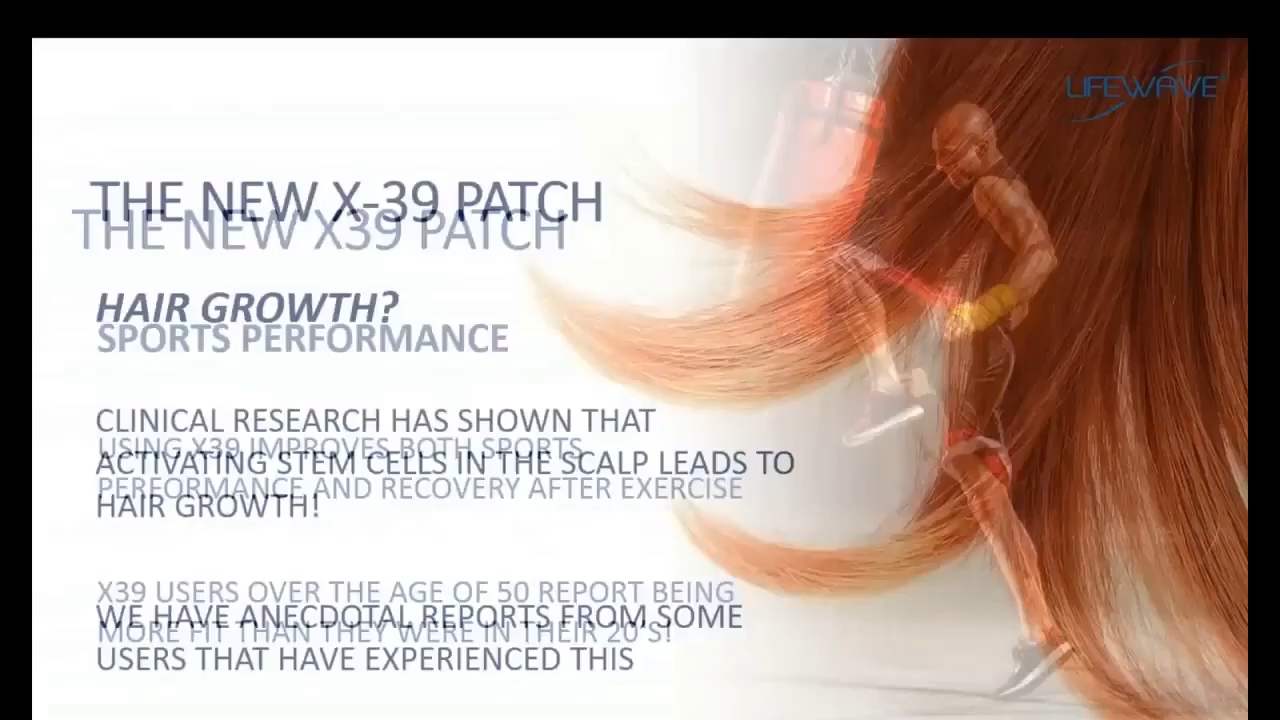 LIFEWAVE
THE NEW X-39 PATCH
THE NEW X39 PATCH
HAIR GROWTH?
SPORTS PERFORMANCE
CLINICAL RESEARCH HAS SHOWN THAT
USING X39 IMPROVES BOTH SPORTS
ACTIVATING STEM CELLS IN THE SCALP LEADS TO
PERFORMANCE AND RECOVERY AFTER EXERCISE
HAIR GROWTH!
X39 USERS OVER THE AGE OF 50 REPORT BEING
WE HAVE ANECDOTAL REPORTS FROM SOME
MORE FIT THAN THEY WERE IN THEIR 20'S!
USERS THAT HAVE EXPERIENCED THIS